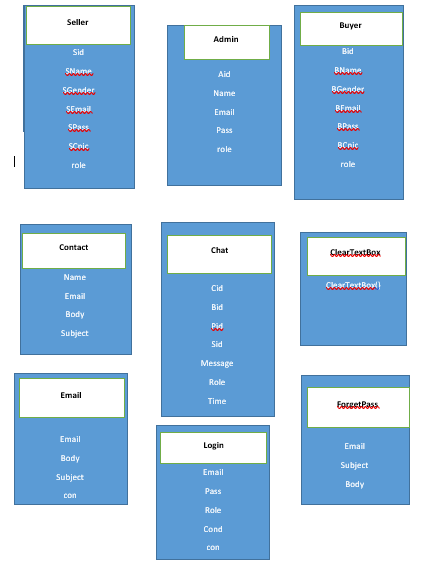 Seller
Sid
SName
SGender
SEmail
SPass
SCnic
role
Admin
Aid
Name
Email
Pass
role
Buyer
Bid
BName
BGender
BEmail
BPass
BCnic
role
Contact
Name
Email
Body
Subject
Chat
Cid
Bid
Pid
Sid
Message
Role
Time
ClearTextBox
ClearTextBox()
Email
Email
Body
Subject
con
Login
Email
Pass
Role
Cond
con
ForgetPass
Email
Subject
Body